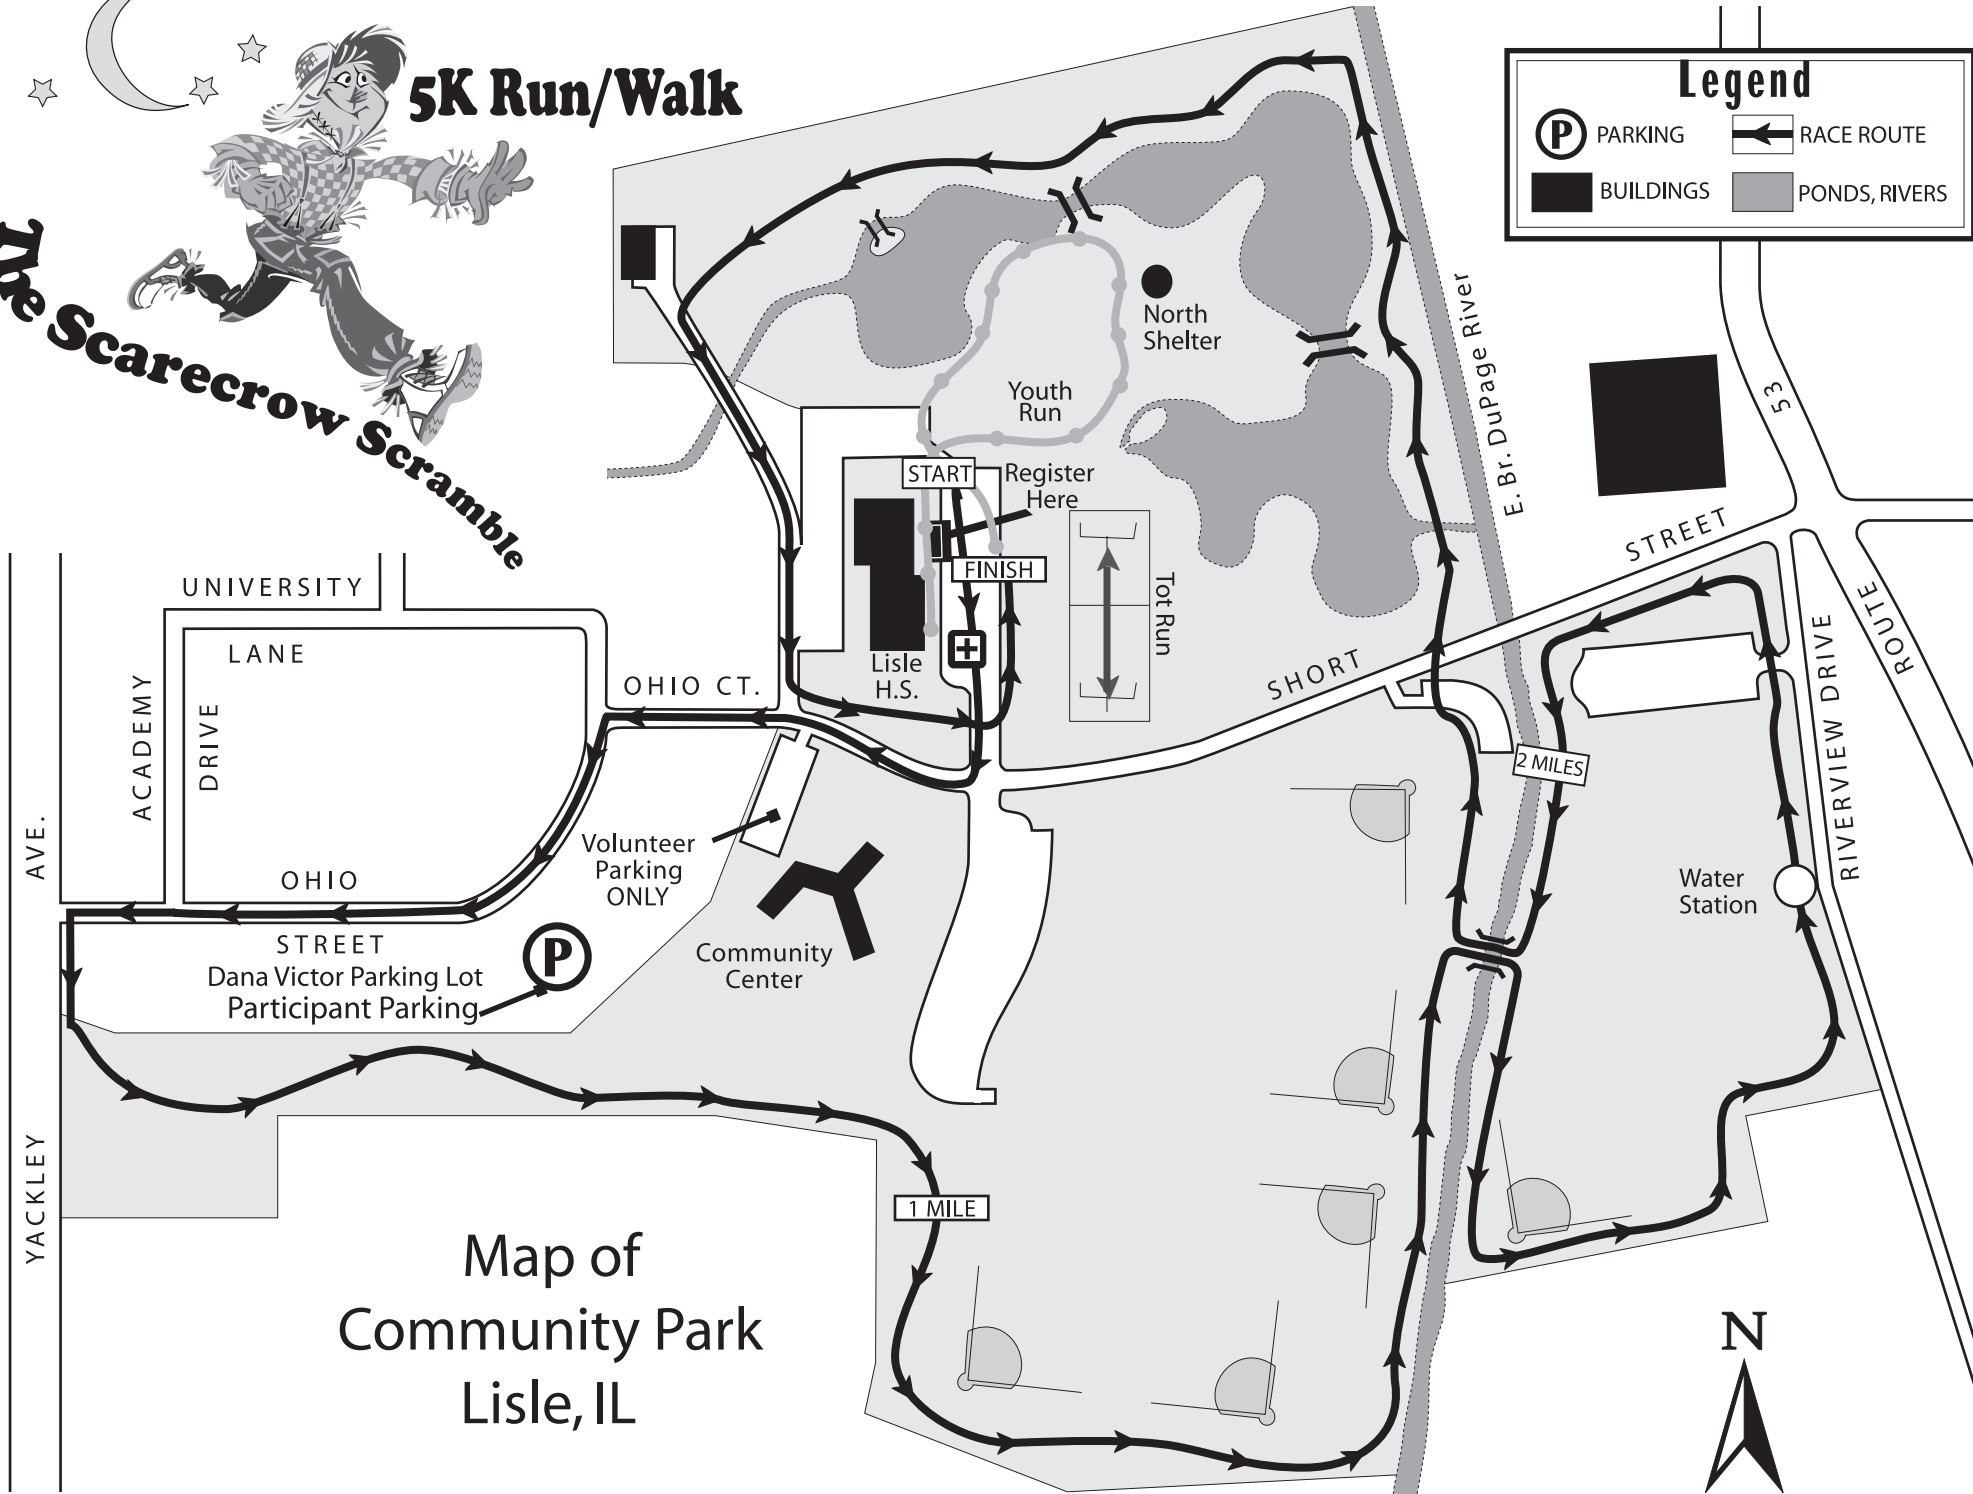 5K Run/Walk
The Scarecrow Scramble
Legend
P PARKING
RACE ROUTE
BUILDINGS
PONDS, RIVERS
North
Shelter
Youth
Run
E. Br. DuPage River
53
START
Register
Here
FINISH
Tot Run
Lisle
H.S.
SHORT STREET
ROUTE
RIVERVIEW DRIVE
UNIVERSITY
LANE
ACADEMY
DRIVE
OHIO CT.
2 MILES
Volunteer
Parking
ONLY
Water
Station
OHIO
STREET
AVE.
YACKLEY
Dana Victor Parking Lot
Participant Parking
P
Community
Center
1 MILE
Map of
Community Park
Lisle, IL
N